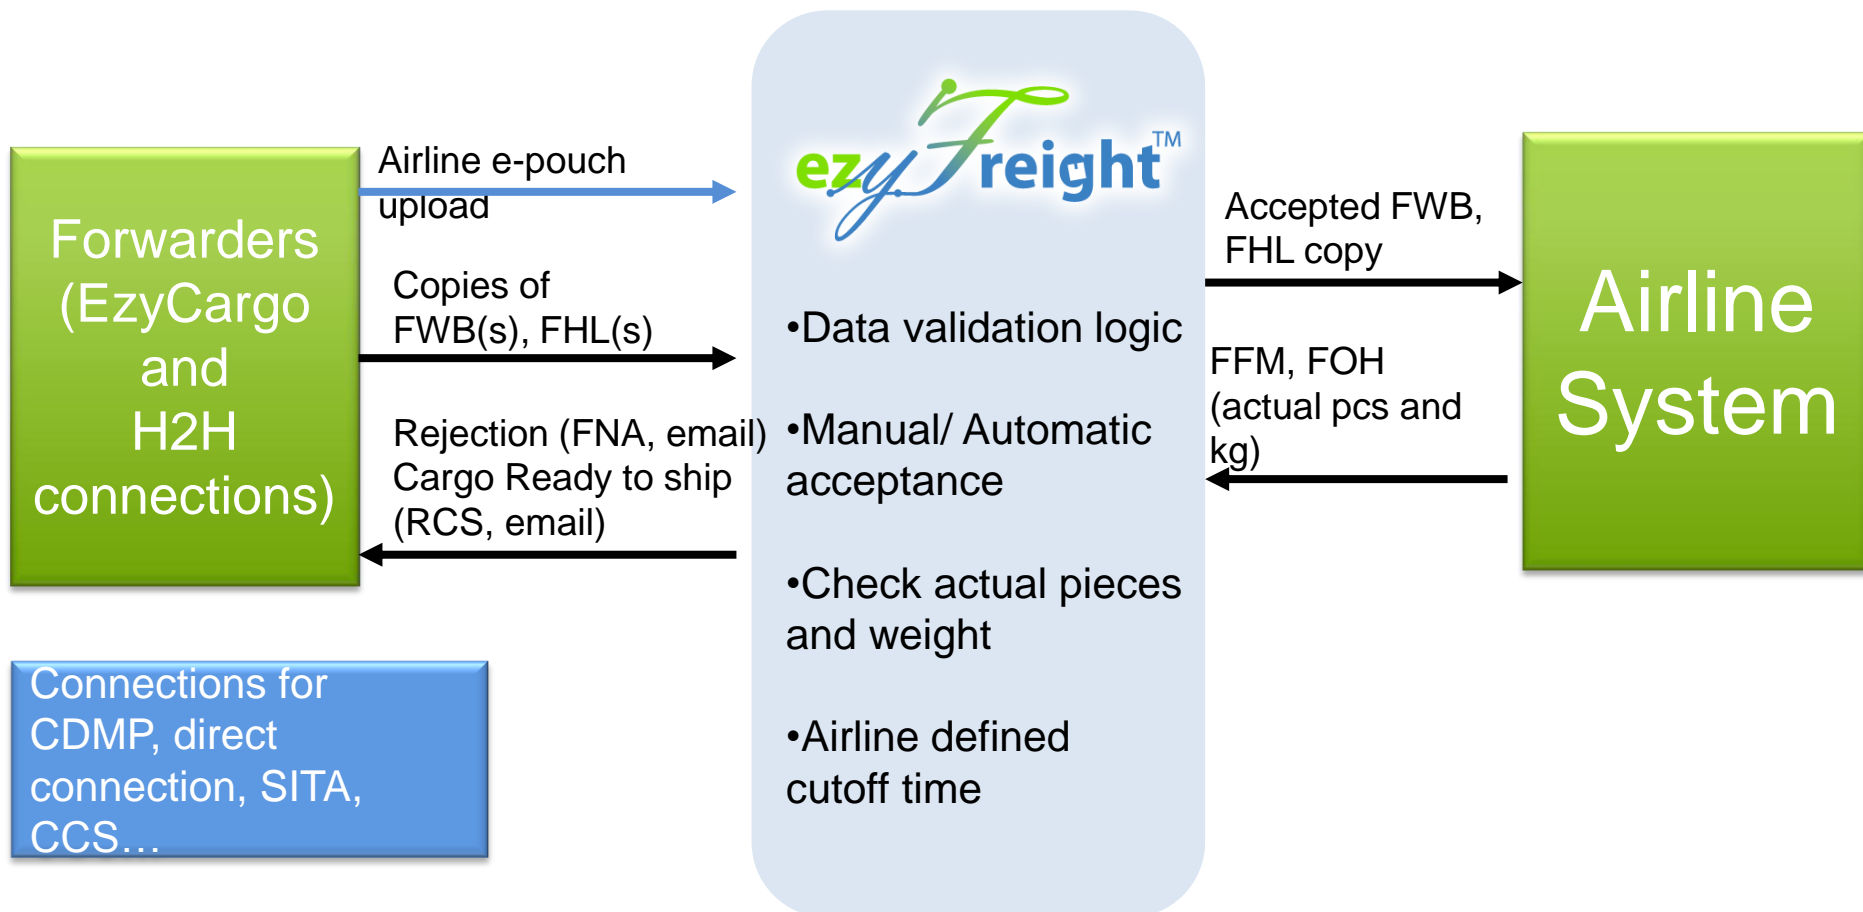 Forwarders
(EzyCargo
and
H2H
connections)
Airline e-pouch
upload
Copies of
FWB(s), FHL(s)
Rejection (FNA, email)
Cargo Ready to ship
(RCS, email)
ezyFreight™
•Data validation logic
•Manual/ Automatic
acceptance
•Check actual pieces
and weight
•Airline defined
cutoff time
Accepted FWB,
FHL copy
FFM, FOH
(actual pcs and
kg)
Airline
System
Connections for
CDMP, direct
connection, SITA,
CCS…